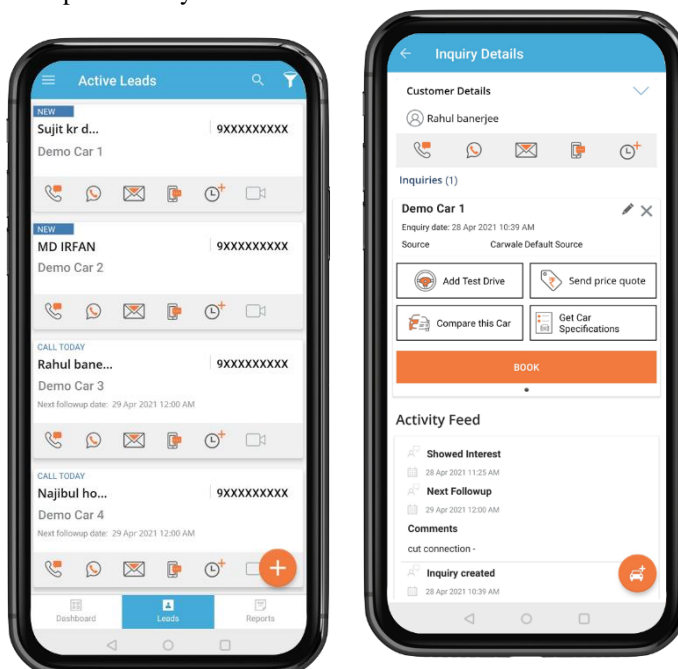 Active Leads
NEW
Sujit kr d... 9XXXXXXXXX
Demo Car 1
NEW
MD IRFAN 9XXXXXXXXX
Demo Car 2
CALL TODAY
Rahul bane... 9XXXXXXXXX
Demo Car 3
Next followup date: 29 Apr 2021 12:00 AM
CALL TODAY
Najibul ho... 9XXXXXXXXX
Demo Car 4
Next followup date: 29 Apr 2021 12:00 AM
Dashboard Leads Reports
Inquiry Details
Customer Details
Rahul banerjee
Inquiries (1)
Demo Car 1
Enquiry date: 28 Apr 2021 10:39 AM
Source Carwale Default Source
Add Test Drive Send price quote
Compare this Car Get Car
Specifications
BOOK
Activity Feed
Showed Interest
28 Apr 2021 11:25 AM
Next Followup
29 Apr 2021 12:00 AM
Comments
cut connection -
Inquiry created
28 Apr 2021 10:39 AM